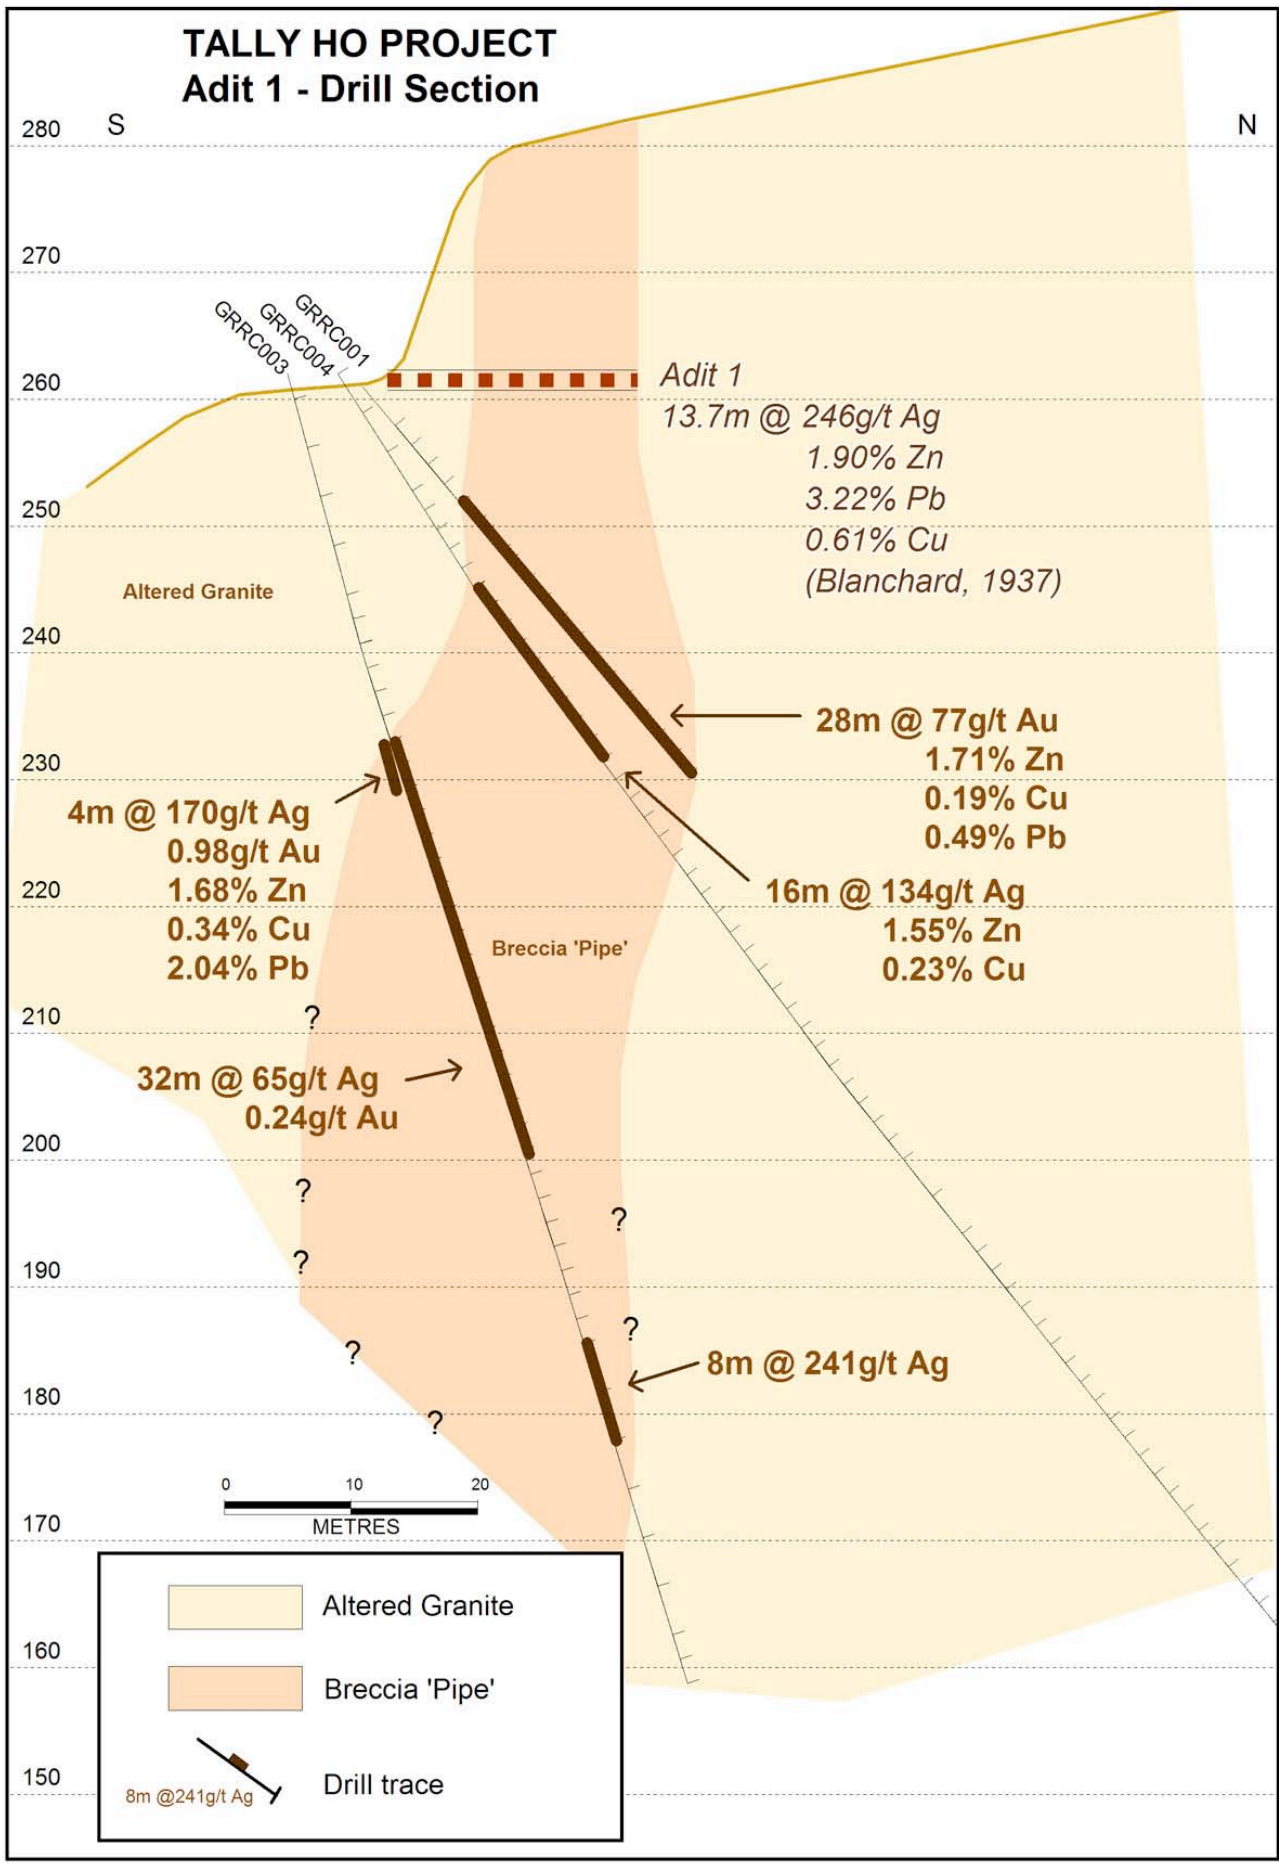 TALLY HO PROJECT
Adit 1 - Drill Section
S
N
280
270
260
250
240
230
220
210
200
190
180
170
160
150
GRRC003
GRRC004
GRRC001
Adit 1
13.7m @ 246g/t Ag
1.90% Zn
3.22% Pb
0.61% Cu
(Blanchard, 1937)
Altered Granite
28m @ 77g/t Au
1.71% Zn
0.19% Cu
0.49% Pb
4m @ 170g/t Ag
0.98g/t Au
1.68% Zn
0.34% Cu
2.04% Pb
16m @ 134g/t Ag
1.55% Zn
0.23% Cu
Breccia 'Pipe'
?
32m @ 65g/t Ag
0.24g/t Au
?
?
?
?
?
?
8m @ 241g/t Ag
0 10 20
METRES
Altered Granite
Breccia 'Pipe'
Drill trace
8m @241g/t Ag